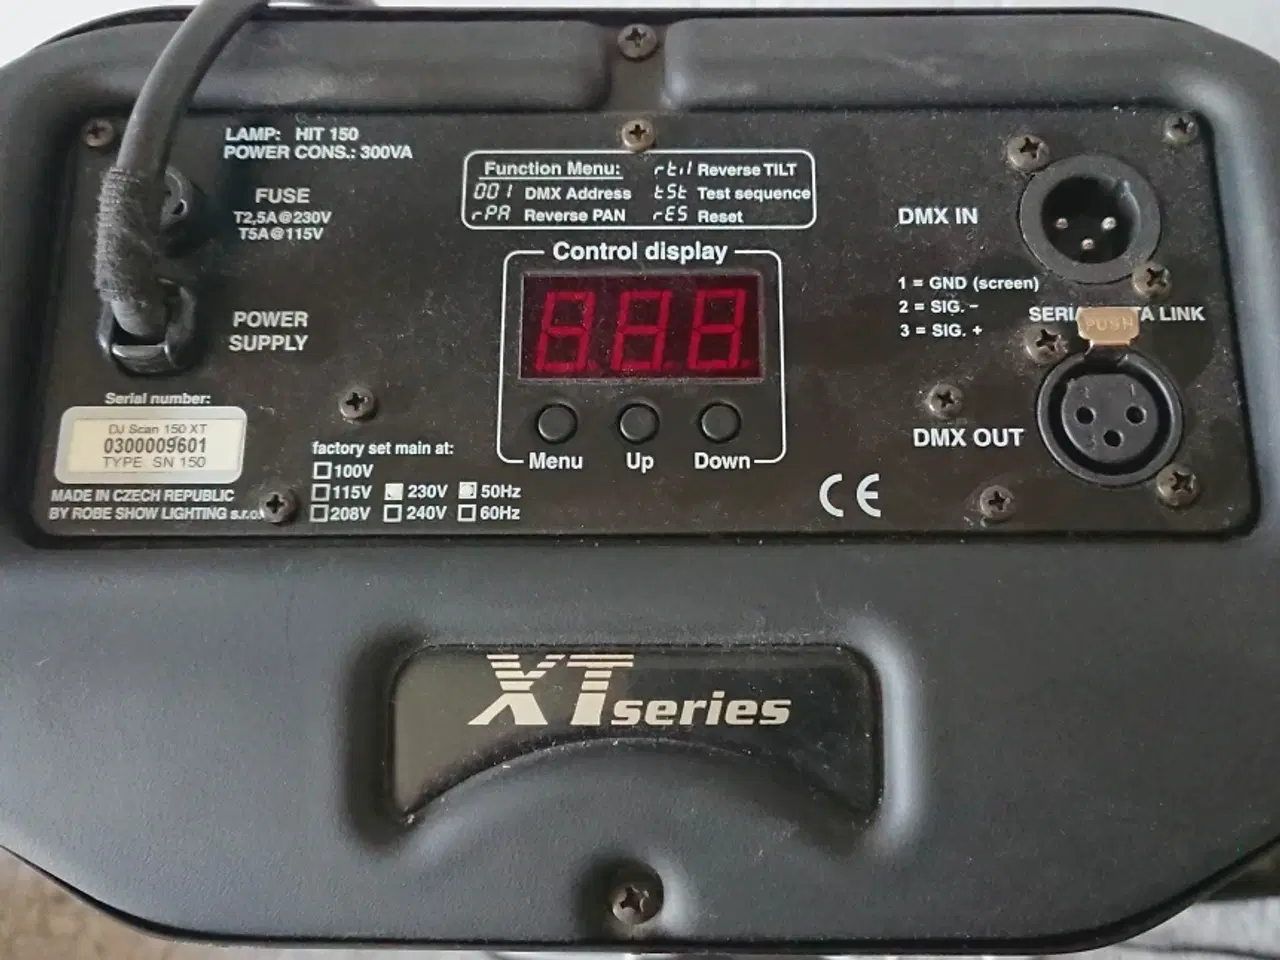 LAMP: HIT 150
POWER CONS.: 300VA
FUSE
T2,5A@230V
T5A@115V
POWER
SUPPLY
Function Menu:
001 DMX Address
rPA Reverse PAN
rtil Reverse TILT
tSt Test sequence
rES Reset
Control display
Menu Up Down
DMX IN
1 = GND (screen)
2 = SIG. -
3 = SIG. +
PUSH
LINK
DMX OUT
Serial number:
DJ Scan 150 XT
0300009601
TYPE: SN 150
MADE IN CZECH REPUBLIC
BY ROBE SHOW LIGHTING
factory set main at:
100V
115V 230V 50Hz
208V 240V 60Hz
CE
XT series